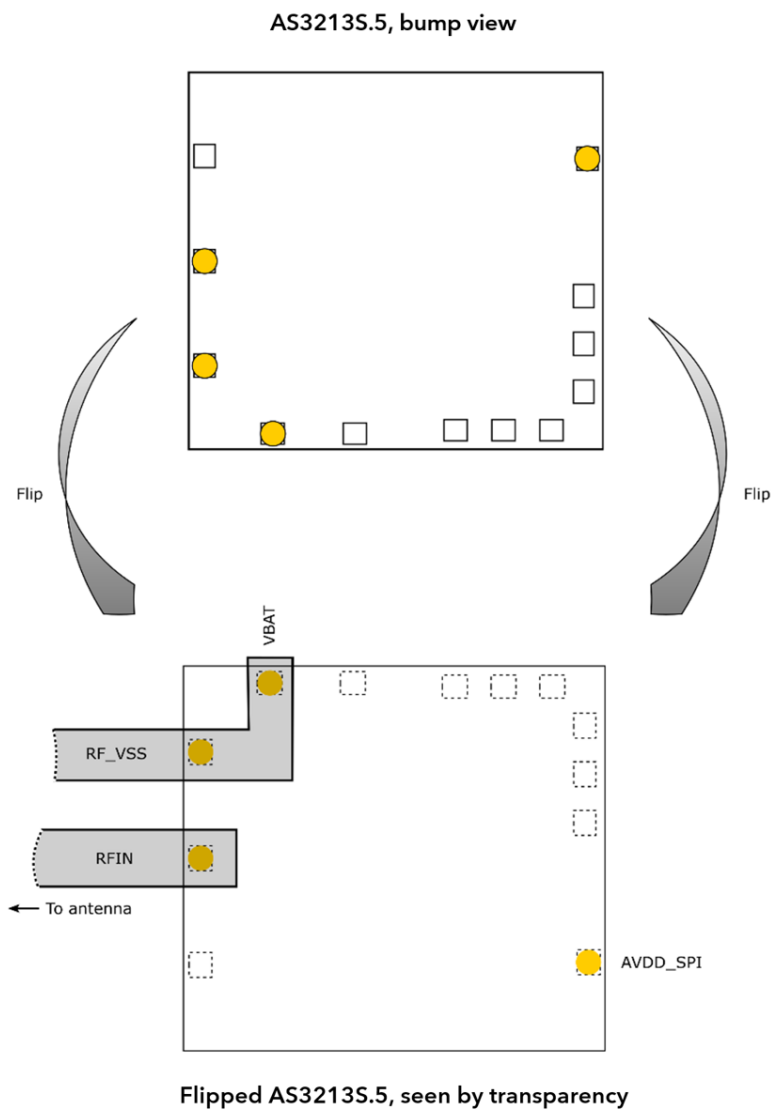 AS3213S.5, bump view
Flip
Flip
VBAT
RF_VSS
RFIN
To antenna
AVDD_SPI
Flipped AS3213S.5, seen by transparency